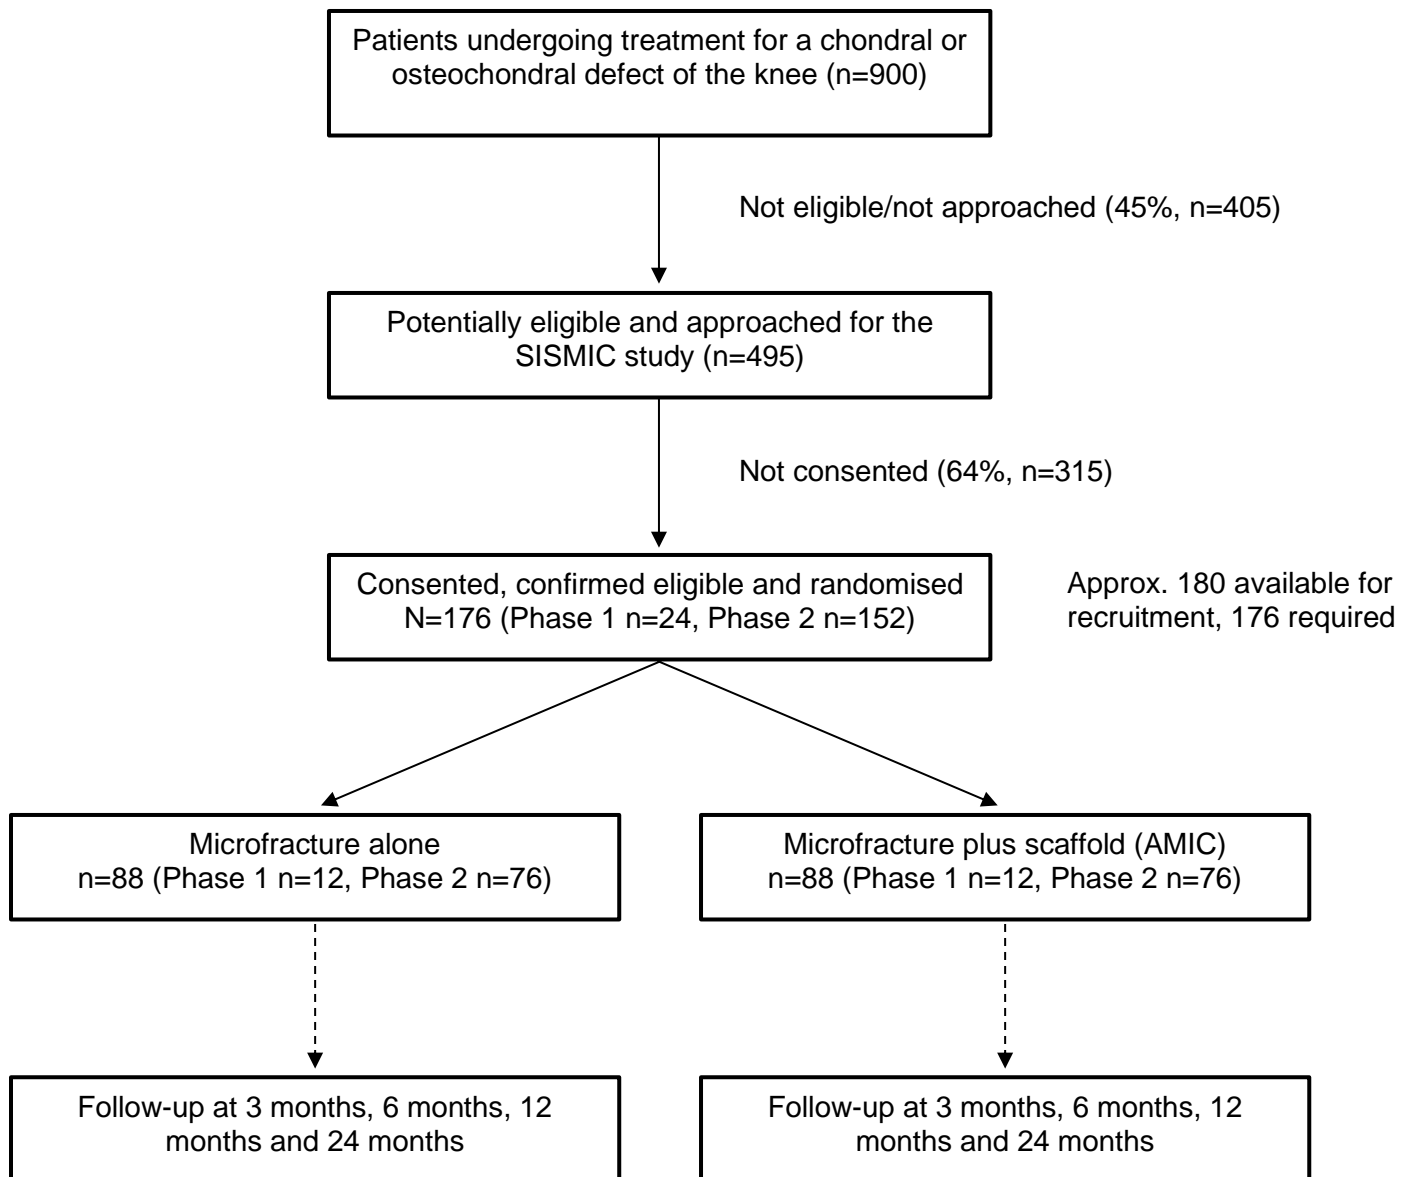 Patients undergoing treatment for a chondral or
osteochondral defect of the knee (n=900)
Not eligible/not approached (45%, n=405)
Potentially eligible and approached for the
SISMIC study (n=495)
Not consented (64%, n=315)
Consented, confirmed eligible and randomised
N=176 (Phase 1 n=24, Phase 2 n=152)
Approx. 180 available for
recruitment, 176 required
Microfracture alone
n=88 (Phase 1 n=12, Phase 2 n=76)
Microfracture plus scaffold (AMIC)
n=88 (Phase 1 n=12, Phase 2 n=76)
Follow-up at 3 months, 6 months, 12
months and 24 months
Follow-up at 3 months, 6 months, 12
months and 24 months